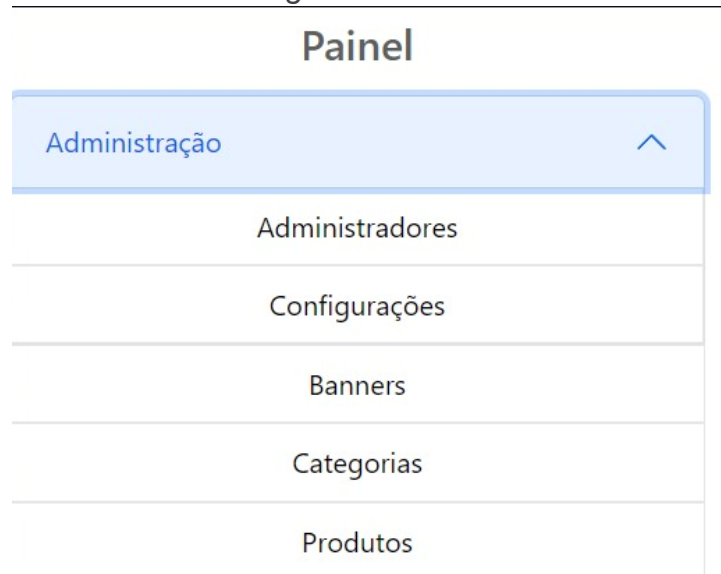 Painel
Administração
Administradores
Configurações
Banners
Categorias
Produtos